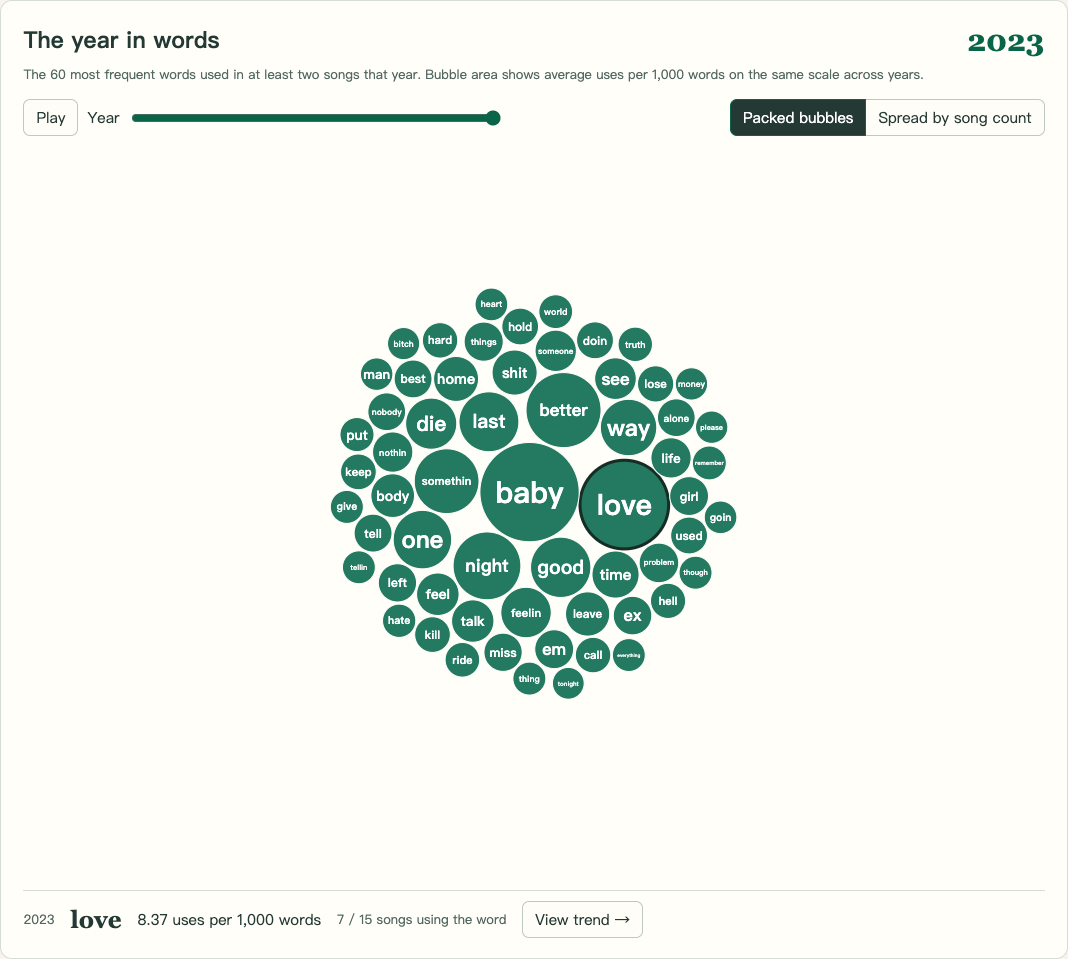 The year in words
2023
The 60 most frequent words used in at least two songs that year. Bubble area shows average uses per 1,000 words on the same scale across years.
Play
Year
Packed bubbles
Spread by song count
heart
world
hold
bitch
hard
things
someone
doin
truth
man
best
home
shit
see
lose
money
nobody
die
last
better
way
alone
please
put
nothin
life
remember
keep
somethin
body
baby
love
girl
give
goin
tell
one
used
tellin
night
good
time
problem
though
left
feel
hell
hate
kill
talk
feelin
leave
ex
ride
miss
em
call
everything
thing
tonight
2023 love 8.37 uses per 1,000 words 7 / 15 songs using the word View trend →